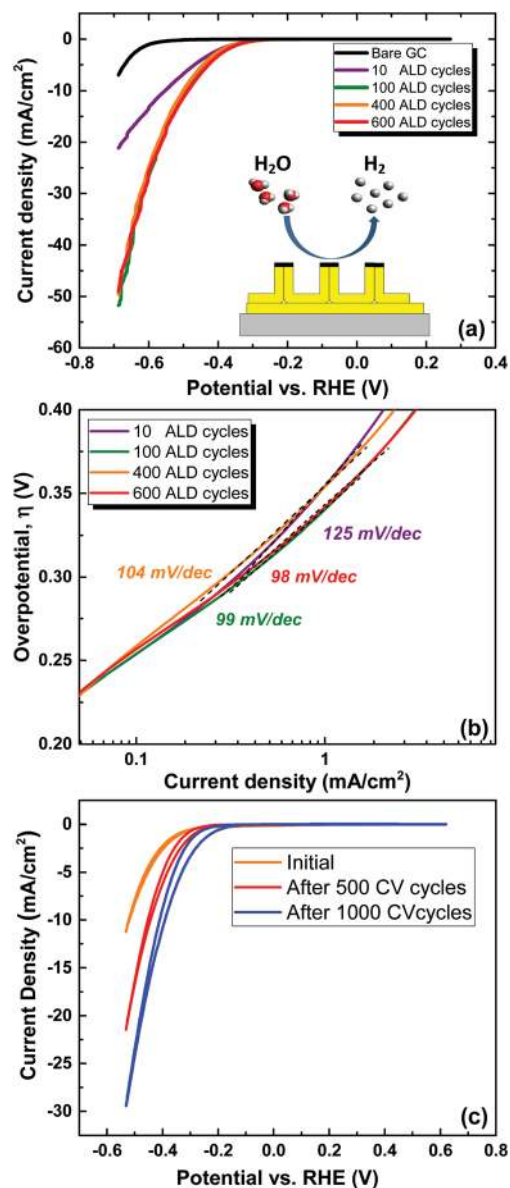 0
-10
-20
-30
-40
-50
-60
Current density (mA/cm²)
Bare GC
10 ALD cycles
100 ALD cycles
400 ALD cycles
600 ALD cycles
H₂O
H₂
(a)
-0.8 -0.6 -0.4 -0.2 0.0 0.2 0.4
Potential vs. RHE (V)
0.40
0.35
0.30
0.25
0.20
Overpotential, η (V)
10 ALD cycles
100 ALD cycles
400 ALD cycles
600 ALD cycles
125 mV/dec
104 mV/dec
98 mV/dec
99 mV/dec
(b)
0.1 1
Current density (mA/cm²)
0
-5
-10
-15
-20
-25
-30
Current Density (mA/cm²)
Initial
After 500 CV cycles
After 1000 CVcycles
(c)
-0.6 -0.4 -0.2 0.0 0.2 0.4 0.6 0.8
Potential vs. RHE (V)